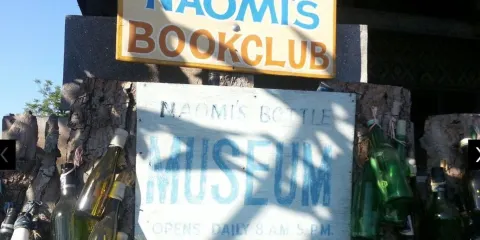 NAOMI'S
BOOKCLUB
NAOMI'S BOTTLE
MUSEUM
OPENS DAILY 8 AM 5 PM.